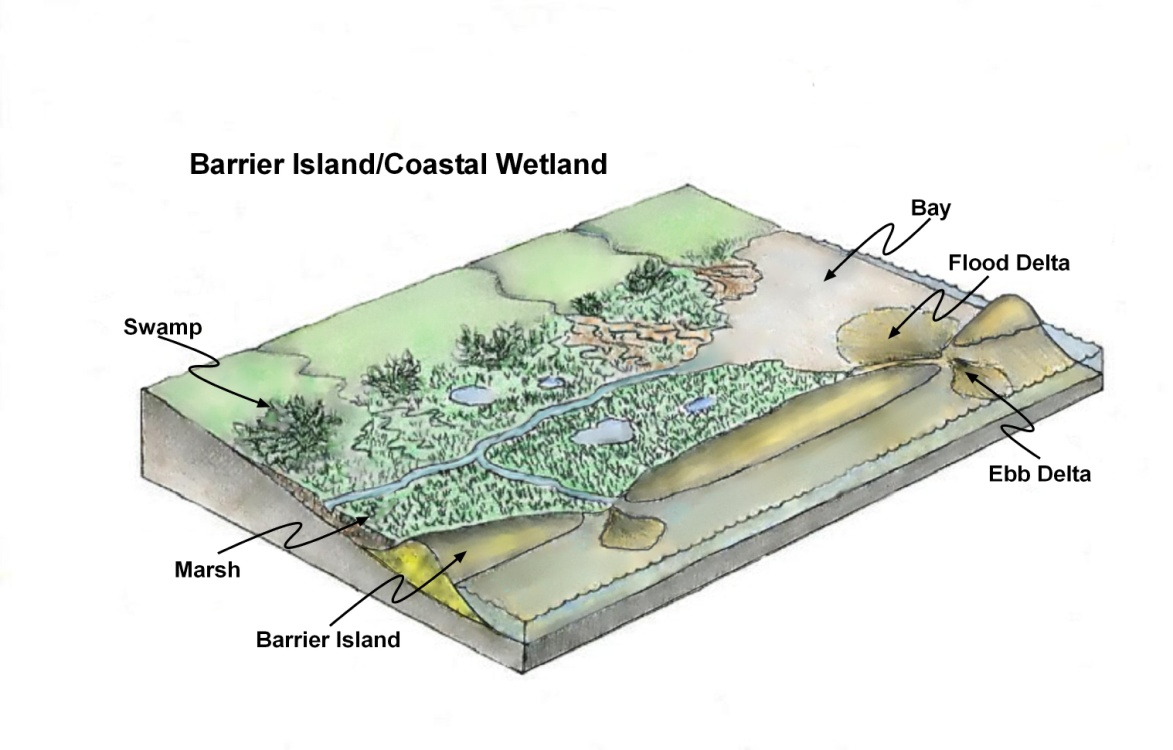 Barrier Island/Coastal Wetland
Bay
Flood Delta
Swamp
Ebb Delta
Marsh
Barrier Island